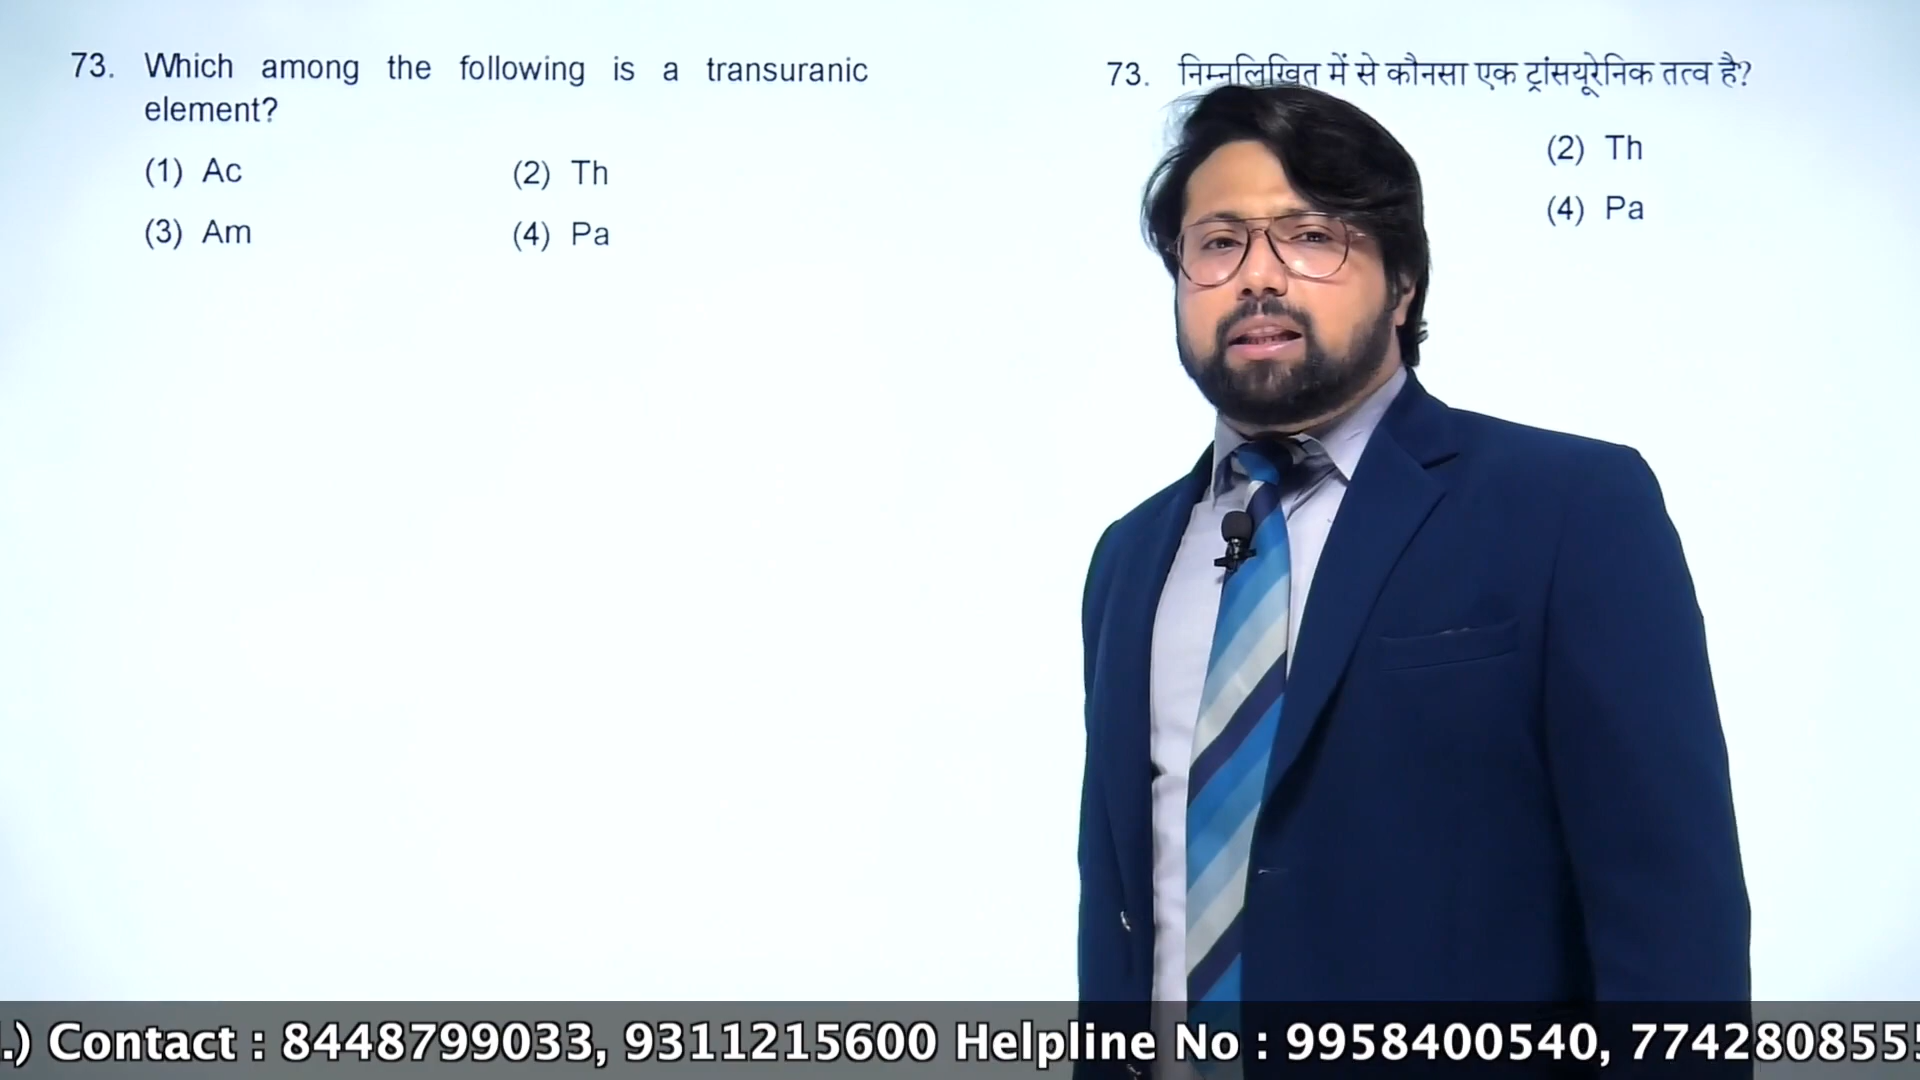 73. Which among the following is a transuranic
element?
(1) Ac (2) Th
(3) Am (4) Pa
73. निम्नलिखित में से कौनसा एक ट्रांसयूरेनिक तत्व है?
(2) Th
(4) Pa
.) Contact : 8448799033, 9311215600 Helpline No : 9958400540, 7742808555